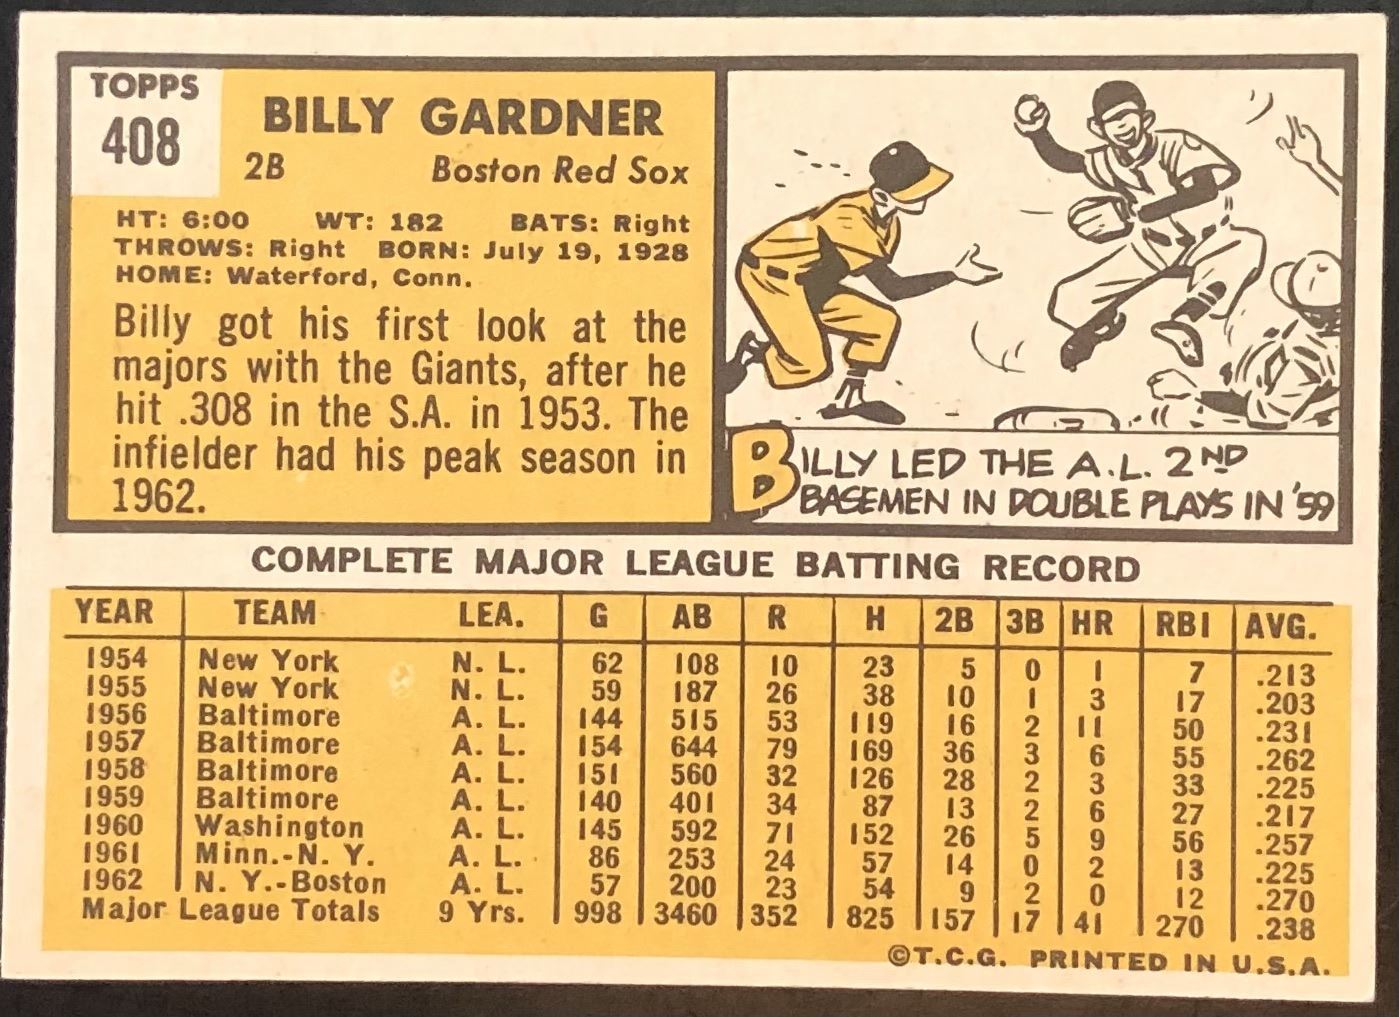 TOPPS
408
BILLY GARDNER
2B Boston Red Sox
HT: 6:00 WT: 182 BATS: Right
THROWS: Right BORN: July 19, 1928
HOME: Waterford, Conn.
Billy got his first look at the
majors with the Giants, after he
hit .308 in the S.A. in 1953. The
infielder had his peak season in
1962.
BILLY LED THE A.L. 2ND
BASEMEN IN DOUBLE PLAYS IN '59
COMPLETE MAJOR LEAGUE BATTING RECORD
YEAR TEAM LEA. G AB R H 2B 3B HR RBI AVG.
1954 New York N. L. 62 108 10 23 5 0 1 7 .213
1955 New York N. L. 59 187 26 38 10 1 3 17 .203
1956 Baltimore A. L. 144 515 53 119 16 2 11 50 .231
1957 Baltimore A. L. 154 644 79 169 36 3 6 55 .262
1958 Baltimore A. L. 151 560 32 126 28 2 3 33 .225
1959 Baltimore A. L. 140 401 34 87 13 2 6 27 .217
1960 Washington A. L. 145 592 71 152 26 5 9 56 .257
1961 Minn.-N. Y. A. L. 86 253 24 57 14 0 2 13 .225
1962 N. Y.-Boston A. L. 57 200 23 54 9 2 0 12 .270
Major League Totals 9 Yrs. 998 3460 352 825 157 17 41 270 .238
©T.C.G. PRINTED IN U.S.A.